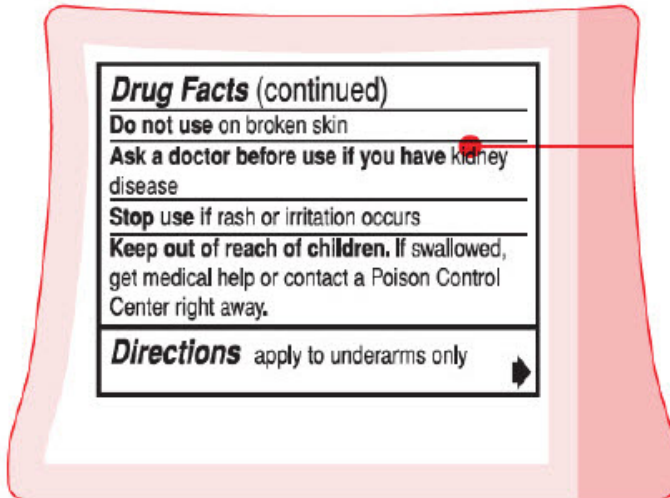 Drug Facts (continued)
Do not use on broken skin
Ask a doctor before use if you have kidney
disease
Stop use if rash or irritation occurs
Keep out of reach of children. If swallowed,
get medical help or contact a Poison Control
Center right away.
Directions apply to underarms only